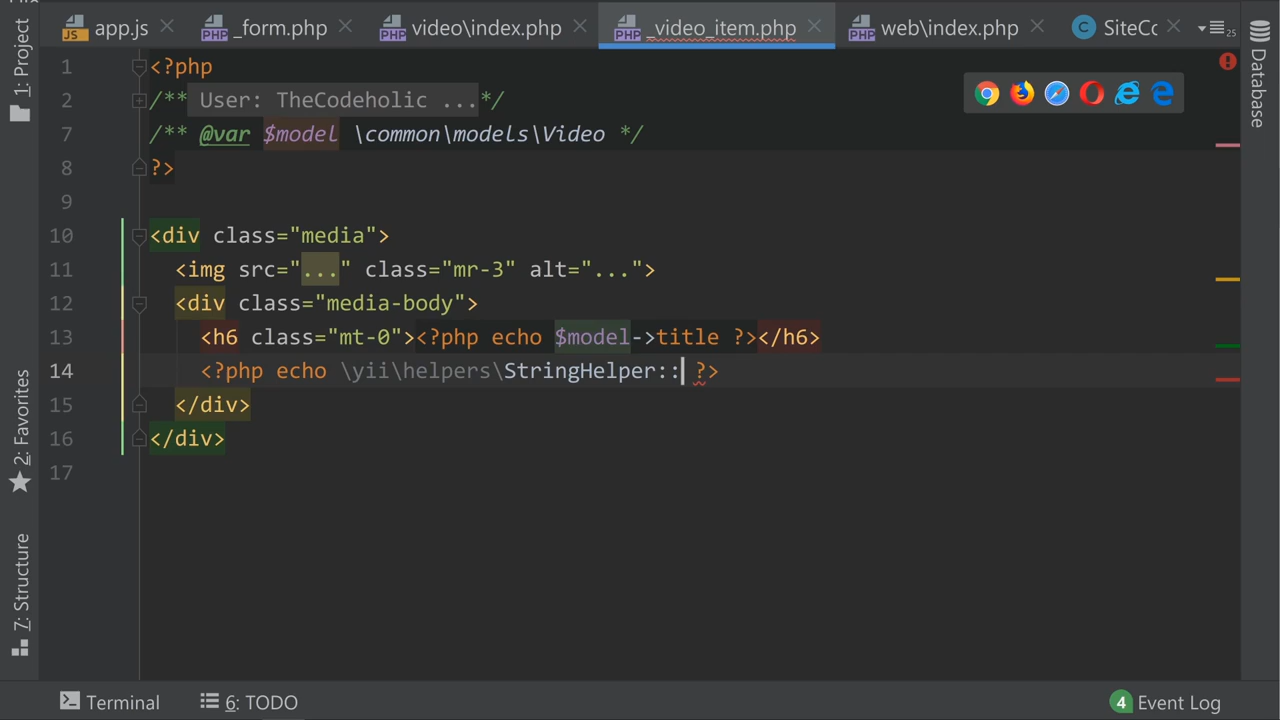 app.js
_form.php
video\index.php
_video_item.php
web\index.php
SiteCo
25
1: Project
2: Favorites
7: Structure
Database
1 <?php
2 /** User: TheCodeholic ...*/
7 /** @var $model \common\models\Video */
8 ?>
9
10 <div class="media">
11 <img src="..." class="mr-3" alt="...">
12 <div class="media-body">
13 <h6 class="mt-0"><?php echo $model->title ?></h6>
14 <?php echo \yii\helpers\StringHelper:: ?>
15 </div>
16 </div>
17
Terminal
6: TODO
4 Event Log